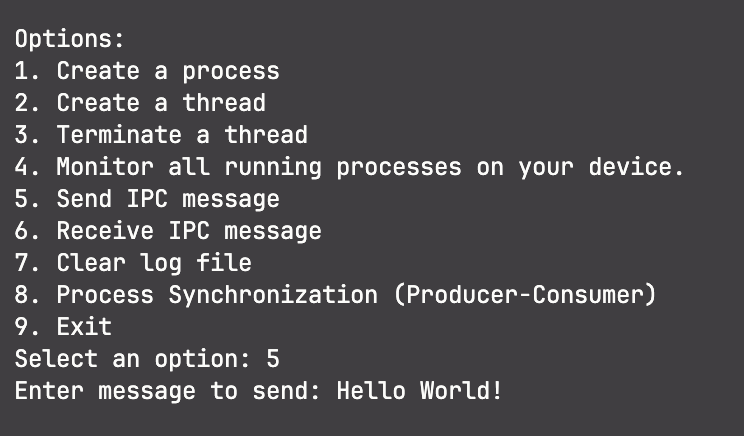 Options:
1. Create a process
2. Create a thread
3. Terminate a thread
4. Monitor all running processes on your device.
5. Send IPC message
6. Receive IPC message
7. Clear log file
8. Process Synchronization (Producer-Consumer)
9. Exit
Select an option: 5
Enter message to send: Hello World!